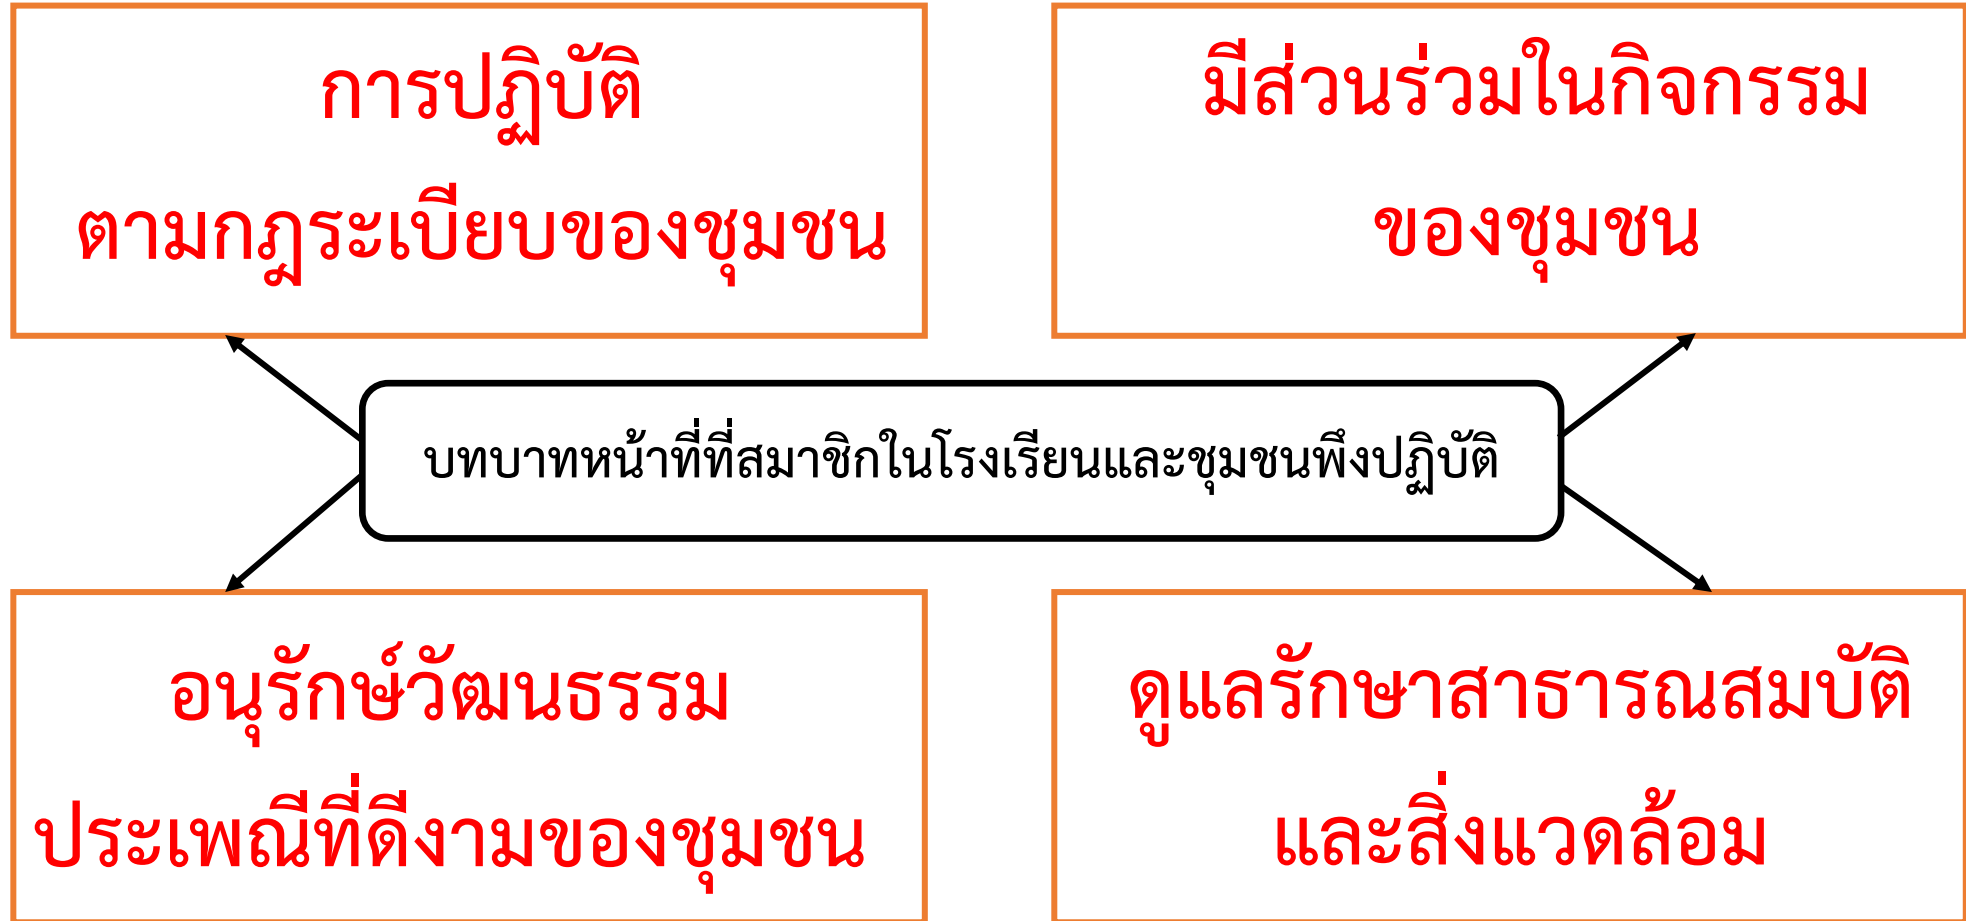 การปฏิบัติ
ตามกฎระเบียบของชุมชน
มีส่วนร่วมในกิจกรรม
ของชุมชน
บทบาทหน้าที่ที่สมาชิกในโรงเรียนและชุมชนพึงปฏิบัติ
อนุรักษ์วัฒนธรรม
ประเพณีที่ดีงามของชุมชน
ดูแลรักษาสาธารณสมบัติ
และสิ่งแวดล้อม